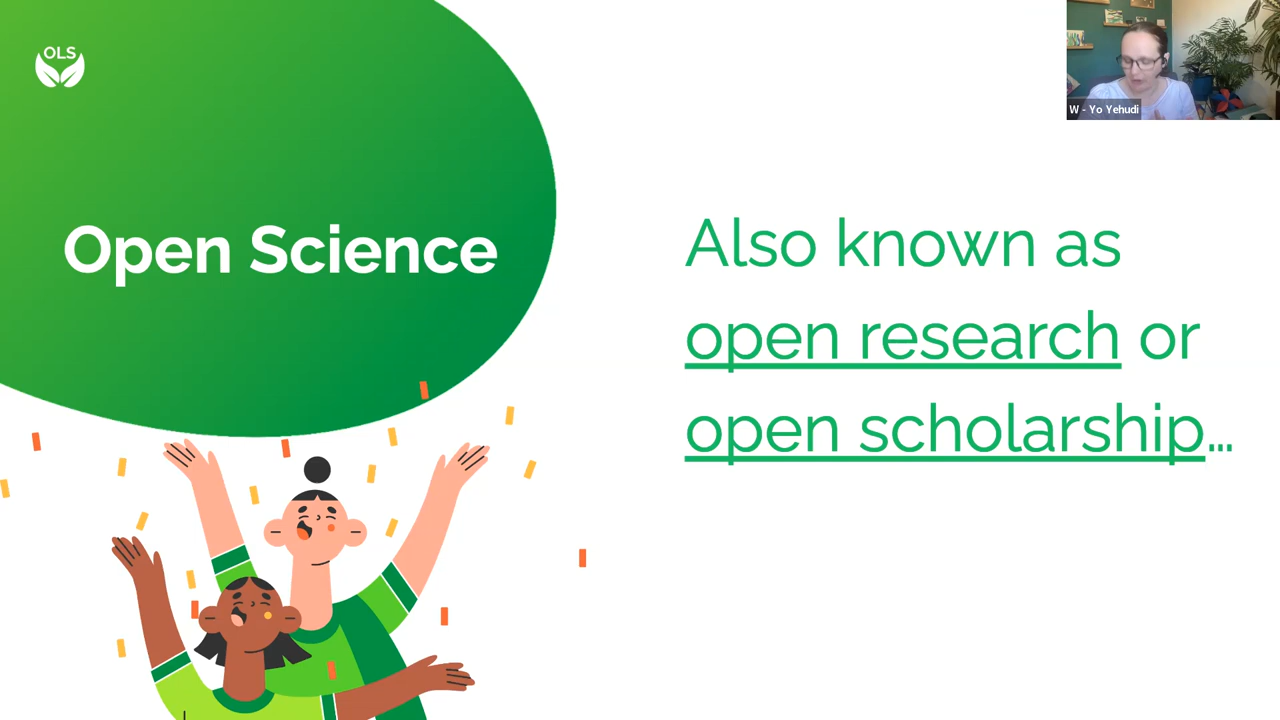 OLS
Open Science
Also known as
open research or
open scholarship...
W - Yo Yehudi